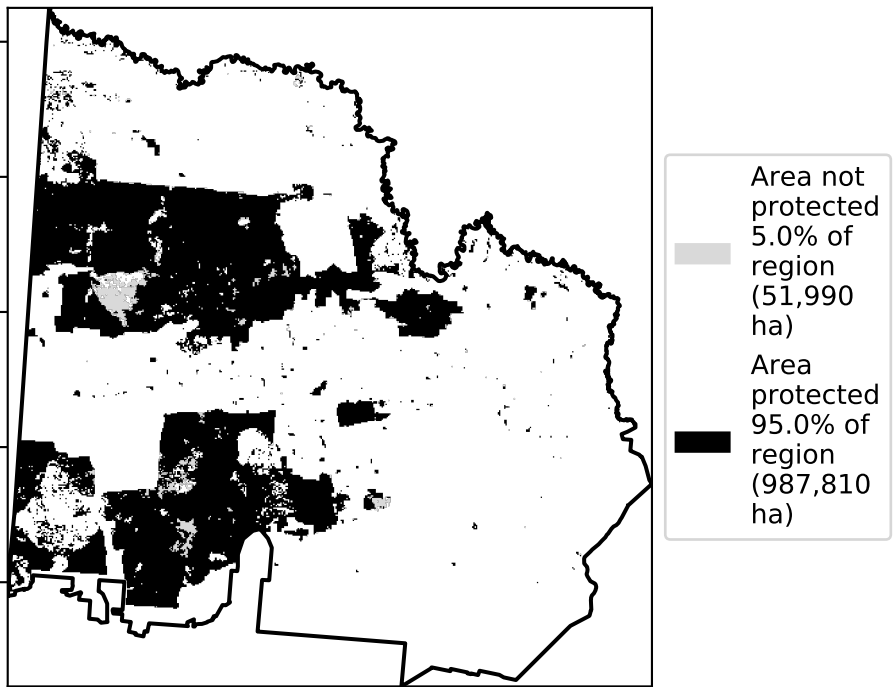 Area not
protected
5.0% of
region
(51,990
ha)
Area
protected
95.0% of
region
(987,810
ha)